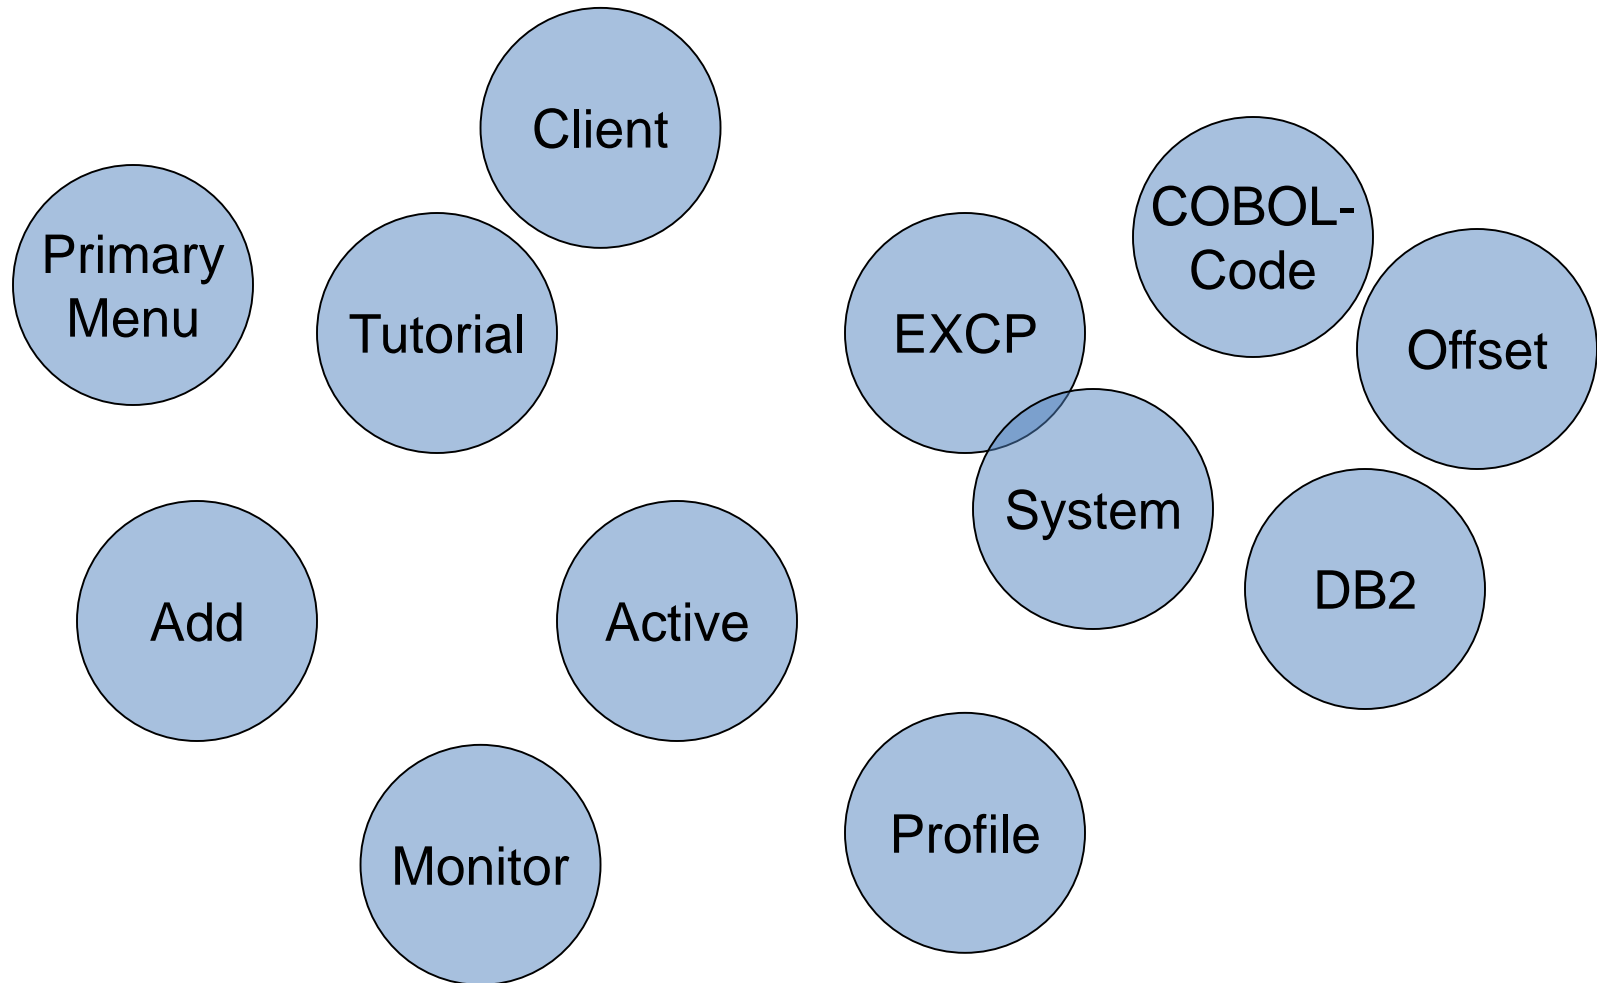 Client
COBOL-
Code
Primary
Menu
Tutorial
EXCP
Offset
System
DB2
Add
Active
Profile
Monitor